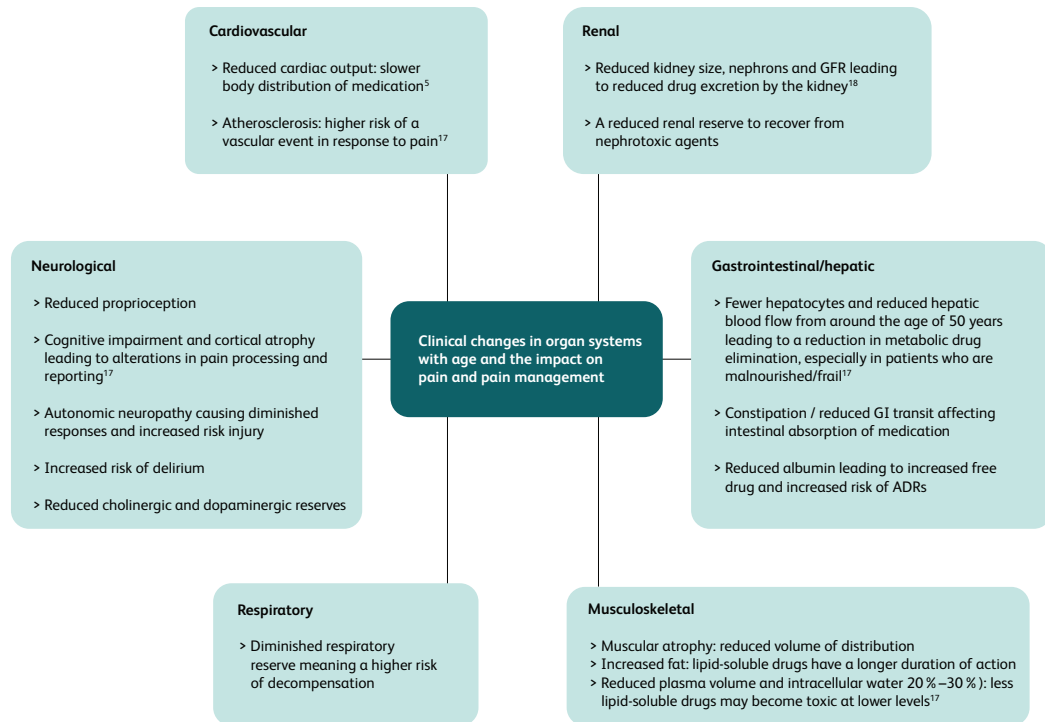 Cardiovascular
> Reduced cardiac output: slower
body distribution of medication⁵
> Atherosclerosis: higher risk of a
vascular event in response to pain¹⁷
Renal
> Reduced kidney size, nephrons and GFR leading
to reduced drug excretion by the kidney¹⁸
> A reduced renal reserve to recover from
nephrotoxic agents
Neurological
> Reduced proprioception
> Cognitive impairment and cortical atrophy
leading to alterations in pain processing and
reporting¹⁷
> Autonomic neuropathy causing diminished
responses and increased risk injury
> Increased risk of delirium
> Reduced cholinergic and dopaminergic reserves
Clinical changes in organ systems
with age and the impact on
pain and pain management
Gastrointestinal/hepatic
> Fewer hepatocytes and reduced hepatic
blood flow from around the age of 50 years
leading to a reduction in metabolic drug
elimination, especially in patients who are
malnourished/frail¹⁷
> Constipation / reduced GI transit affecting
intestinal absorption of medication
> Reduced albumin leading to increased free
drug and increased risk of ADRs
Respiratory
> Diminished respiratory
reserve meaning a higher risk
of decompensation
Musculoskeletal
> Muscular atrophy: reduced volume of distribution
> Increased fat: lipid-soluble drugs have a longer duration of action
> Reduced plasma volume and intracellular water 20 %–30 %): less
lipid-soluble drugs may become toxic at lower levels¹⁷